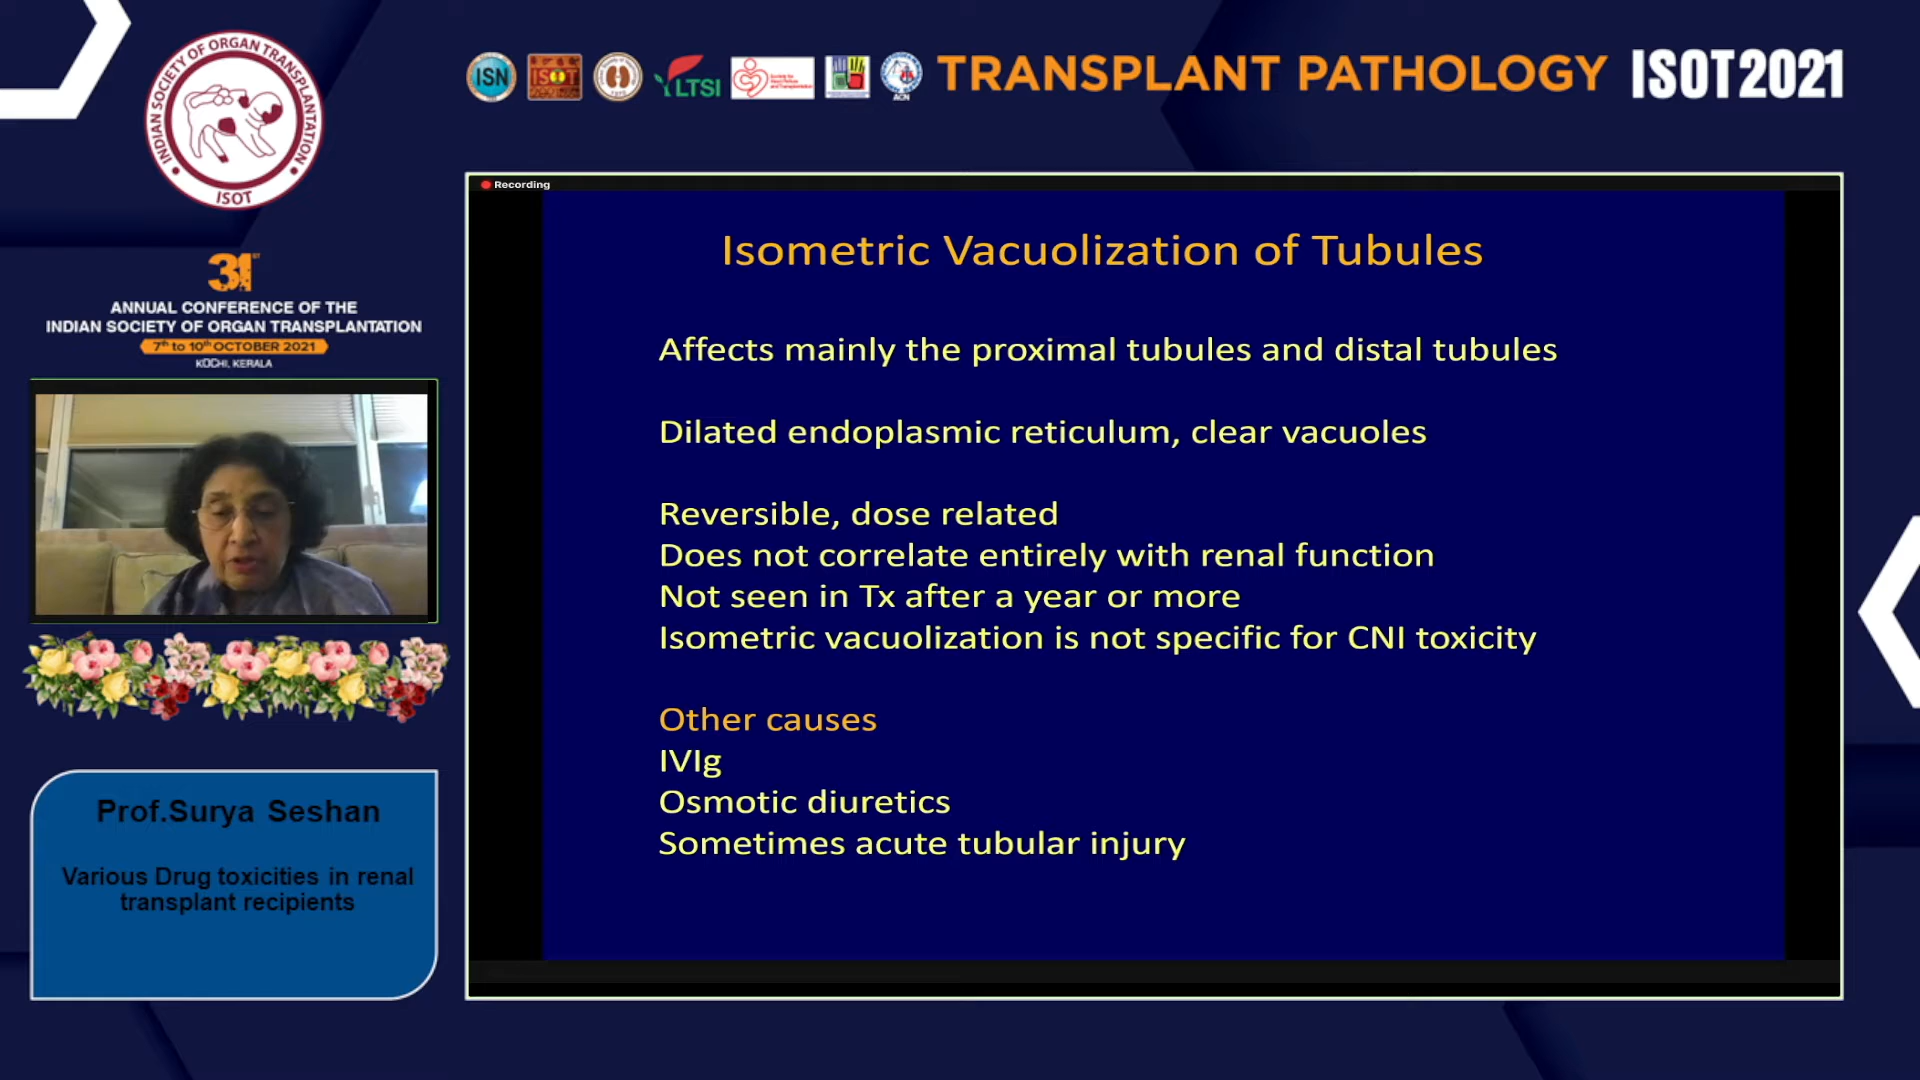 INDIAN SOCIETY OF ORGAN TRANSPLANTATION
ISOT
ISN
ISOT
LTSI
ACN
TRANSPLANT PATHOLOGY ISOT2021
31ST
ANNUAL CONFERENCE OF THE
INDIAN SOCIETY OF ORGAN TRANSPLANTATION
7th to 10th OCTOBER 2021
KOCHI, KERALA
Recording
Isometric Vacuolization of Tubules
Affects mainly the proximal tubules and distal tubules
Dilated endoplasmic reticulum, clear vacuoles
Reversible, dose related
Does not correlate entirely with renal function
Not seen in Tx after a year or more
Isometric vacuolization is not specific for CNI toxicity
Other causes
IVIg
Osmotic diuretics
Sometimes acute tubular injury
Prof.Surya Seshan
Various Drug toxicities in renal
transplant recipients